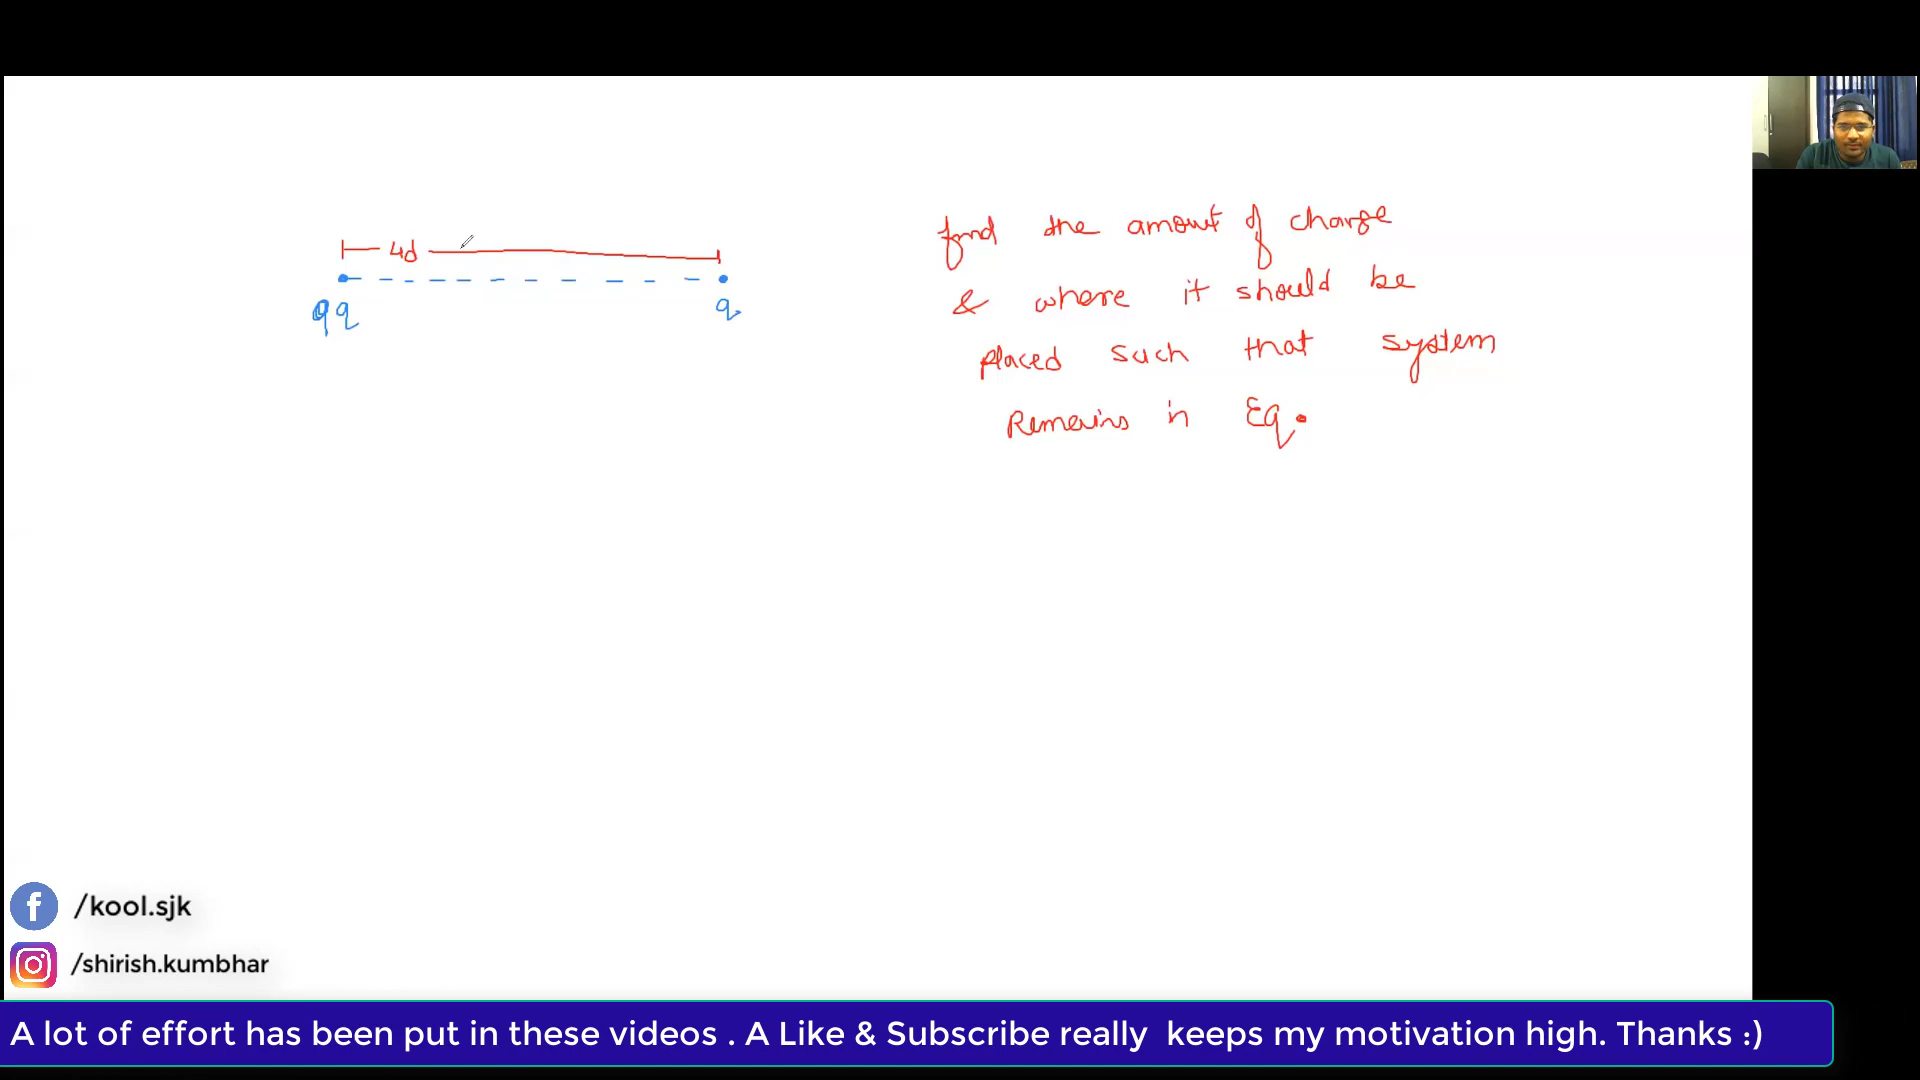 4d
9q
q
find the amount of charge
& where it should be
placed such that system
Remains in Eq.
/kool.sjk
/shirish.kumbhar
A lot of effort has been put in these videos . A Like & Subscribe really keeps my motivation high. Thanks :)